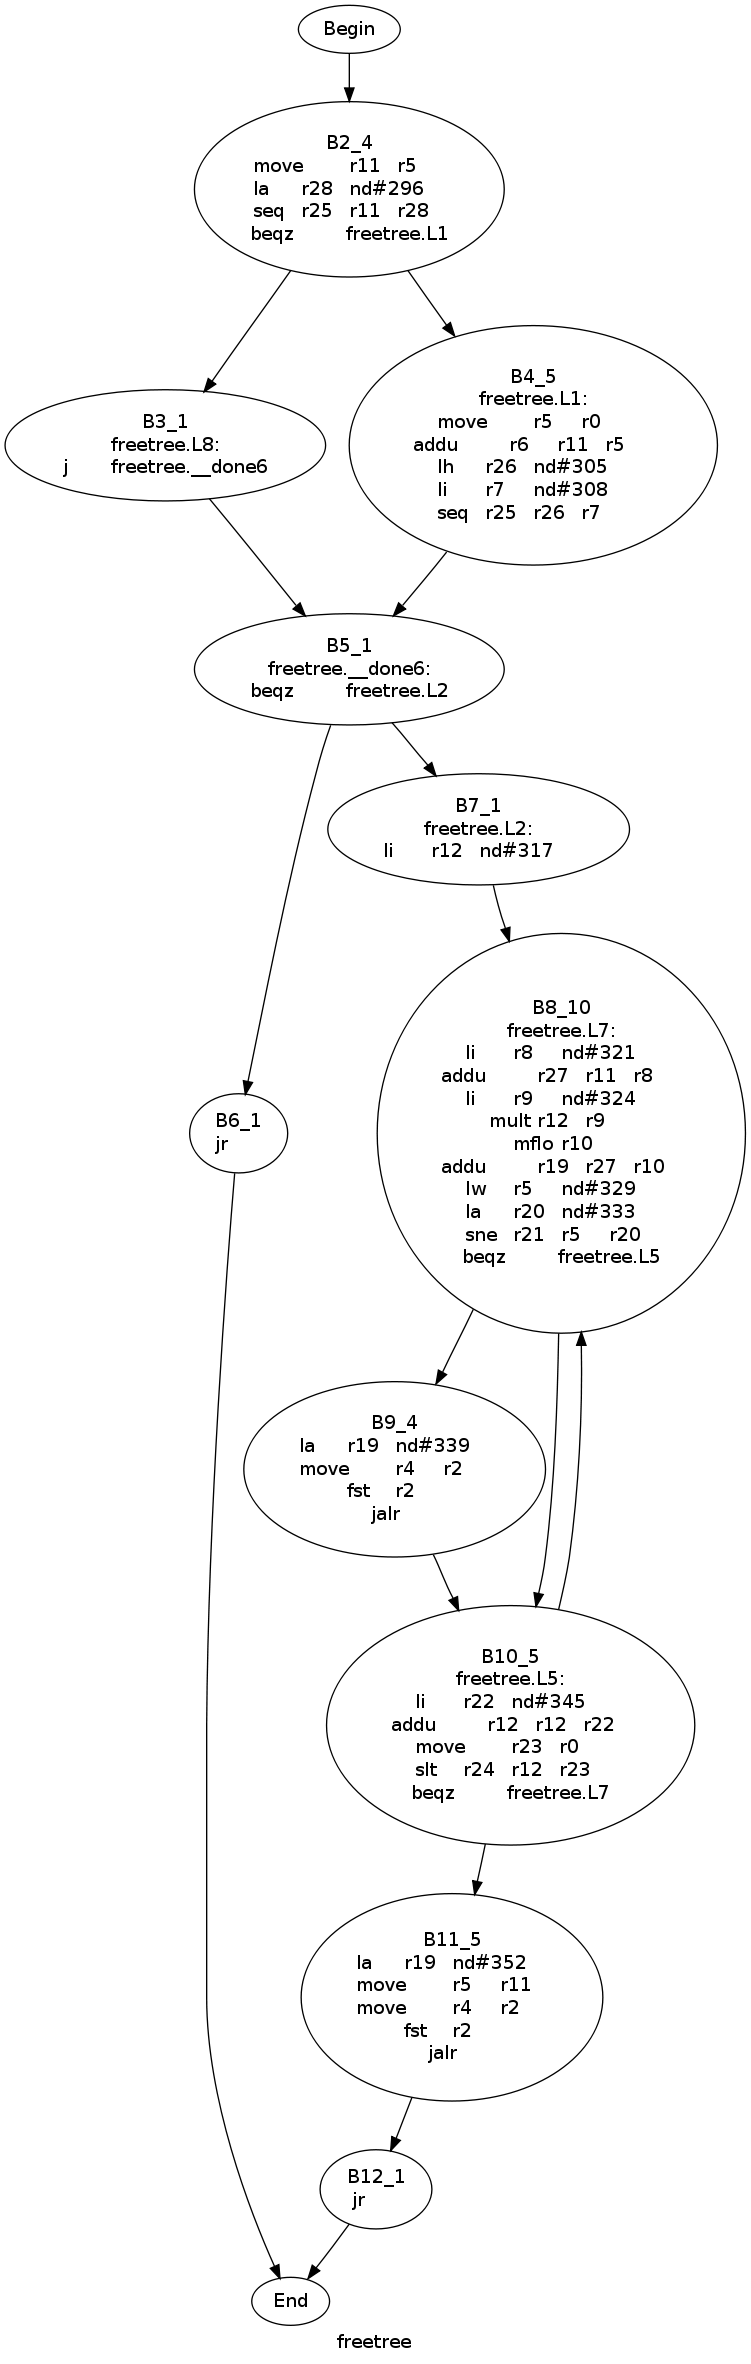 Begin
B2_4
move r11 r5
la r28 nd#296
seq r25 r11 r28
beqz freetree.L1
B3_1
freetree.L8:
j freetree.__done6
B4_5
freetree.L1:
move r5 r0
addu r6 r11 r5
lh r26 nd#305
li r7 nd#308
seq r25 r26 r7
B5_1
freetree.__done6:
beqz freetree.L2
B7_1
freetree.L2:
li r12 nd#317
B8_10
freetree.L7:
li r8 nd#321
addu r27 r11 r8
li r9 nd#324
mult r12 r9
mflo r10
addu r19 r27 r10
lw r5 nd#329
la r20 nd#333
sne r21 r5 r20
beqz freetree.L5
B6_1
jr
B9_4
la r19 nd#339
move r4 r2
fst r2
jalr
B10_5
freetree.L5:
li r22 nd#345
addu r12 r12 r22
move r23 r0
slt r24 r12 r23
beqz freetree.L7
B11_5
la r19 nd#352
move r5 r11
move r4 r2
fst r2
jalr
B12_1
jr
End
freetree